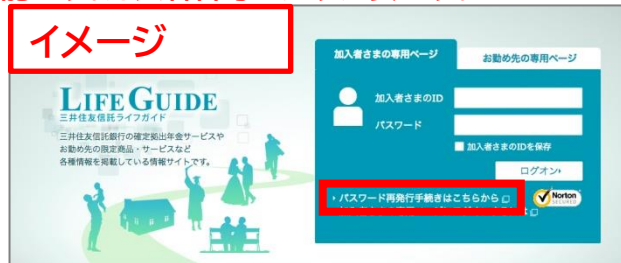 イメージ
LIFE GUIDE
三井住友信託ライフガイド
三井住友信託銀行の確定拠出年金サービスや
お勤め先の限定商品・サービスなど
各種情報を掲載している情報サイトです。
加入者さまの専用ページ
お勤め先の専用ページ
加入者さまのID
パスワード
加入者さまのIDを保存
ログオン
パスワード再発行手続きはこちらから
Norton
SECURED